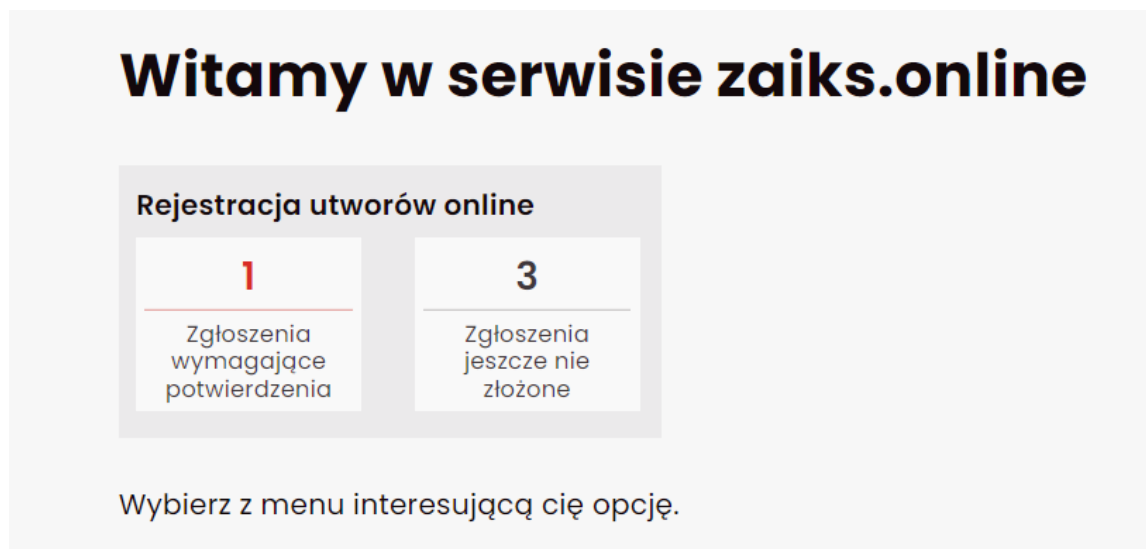 Witamy w serwisie zaiks.online
Rejestracja utworów online
1
Zgłoszenia
wymagające
potwierdzenia
3
Zgłoszenia
jeszcze nie
złożone
Wybierz z menu interesującą cię opcję.